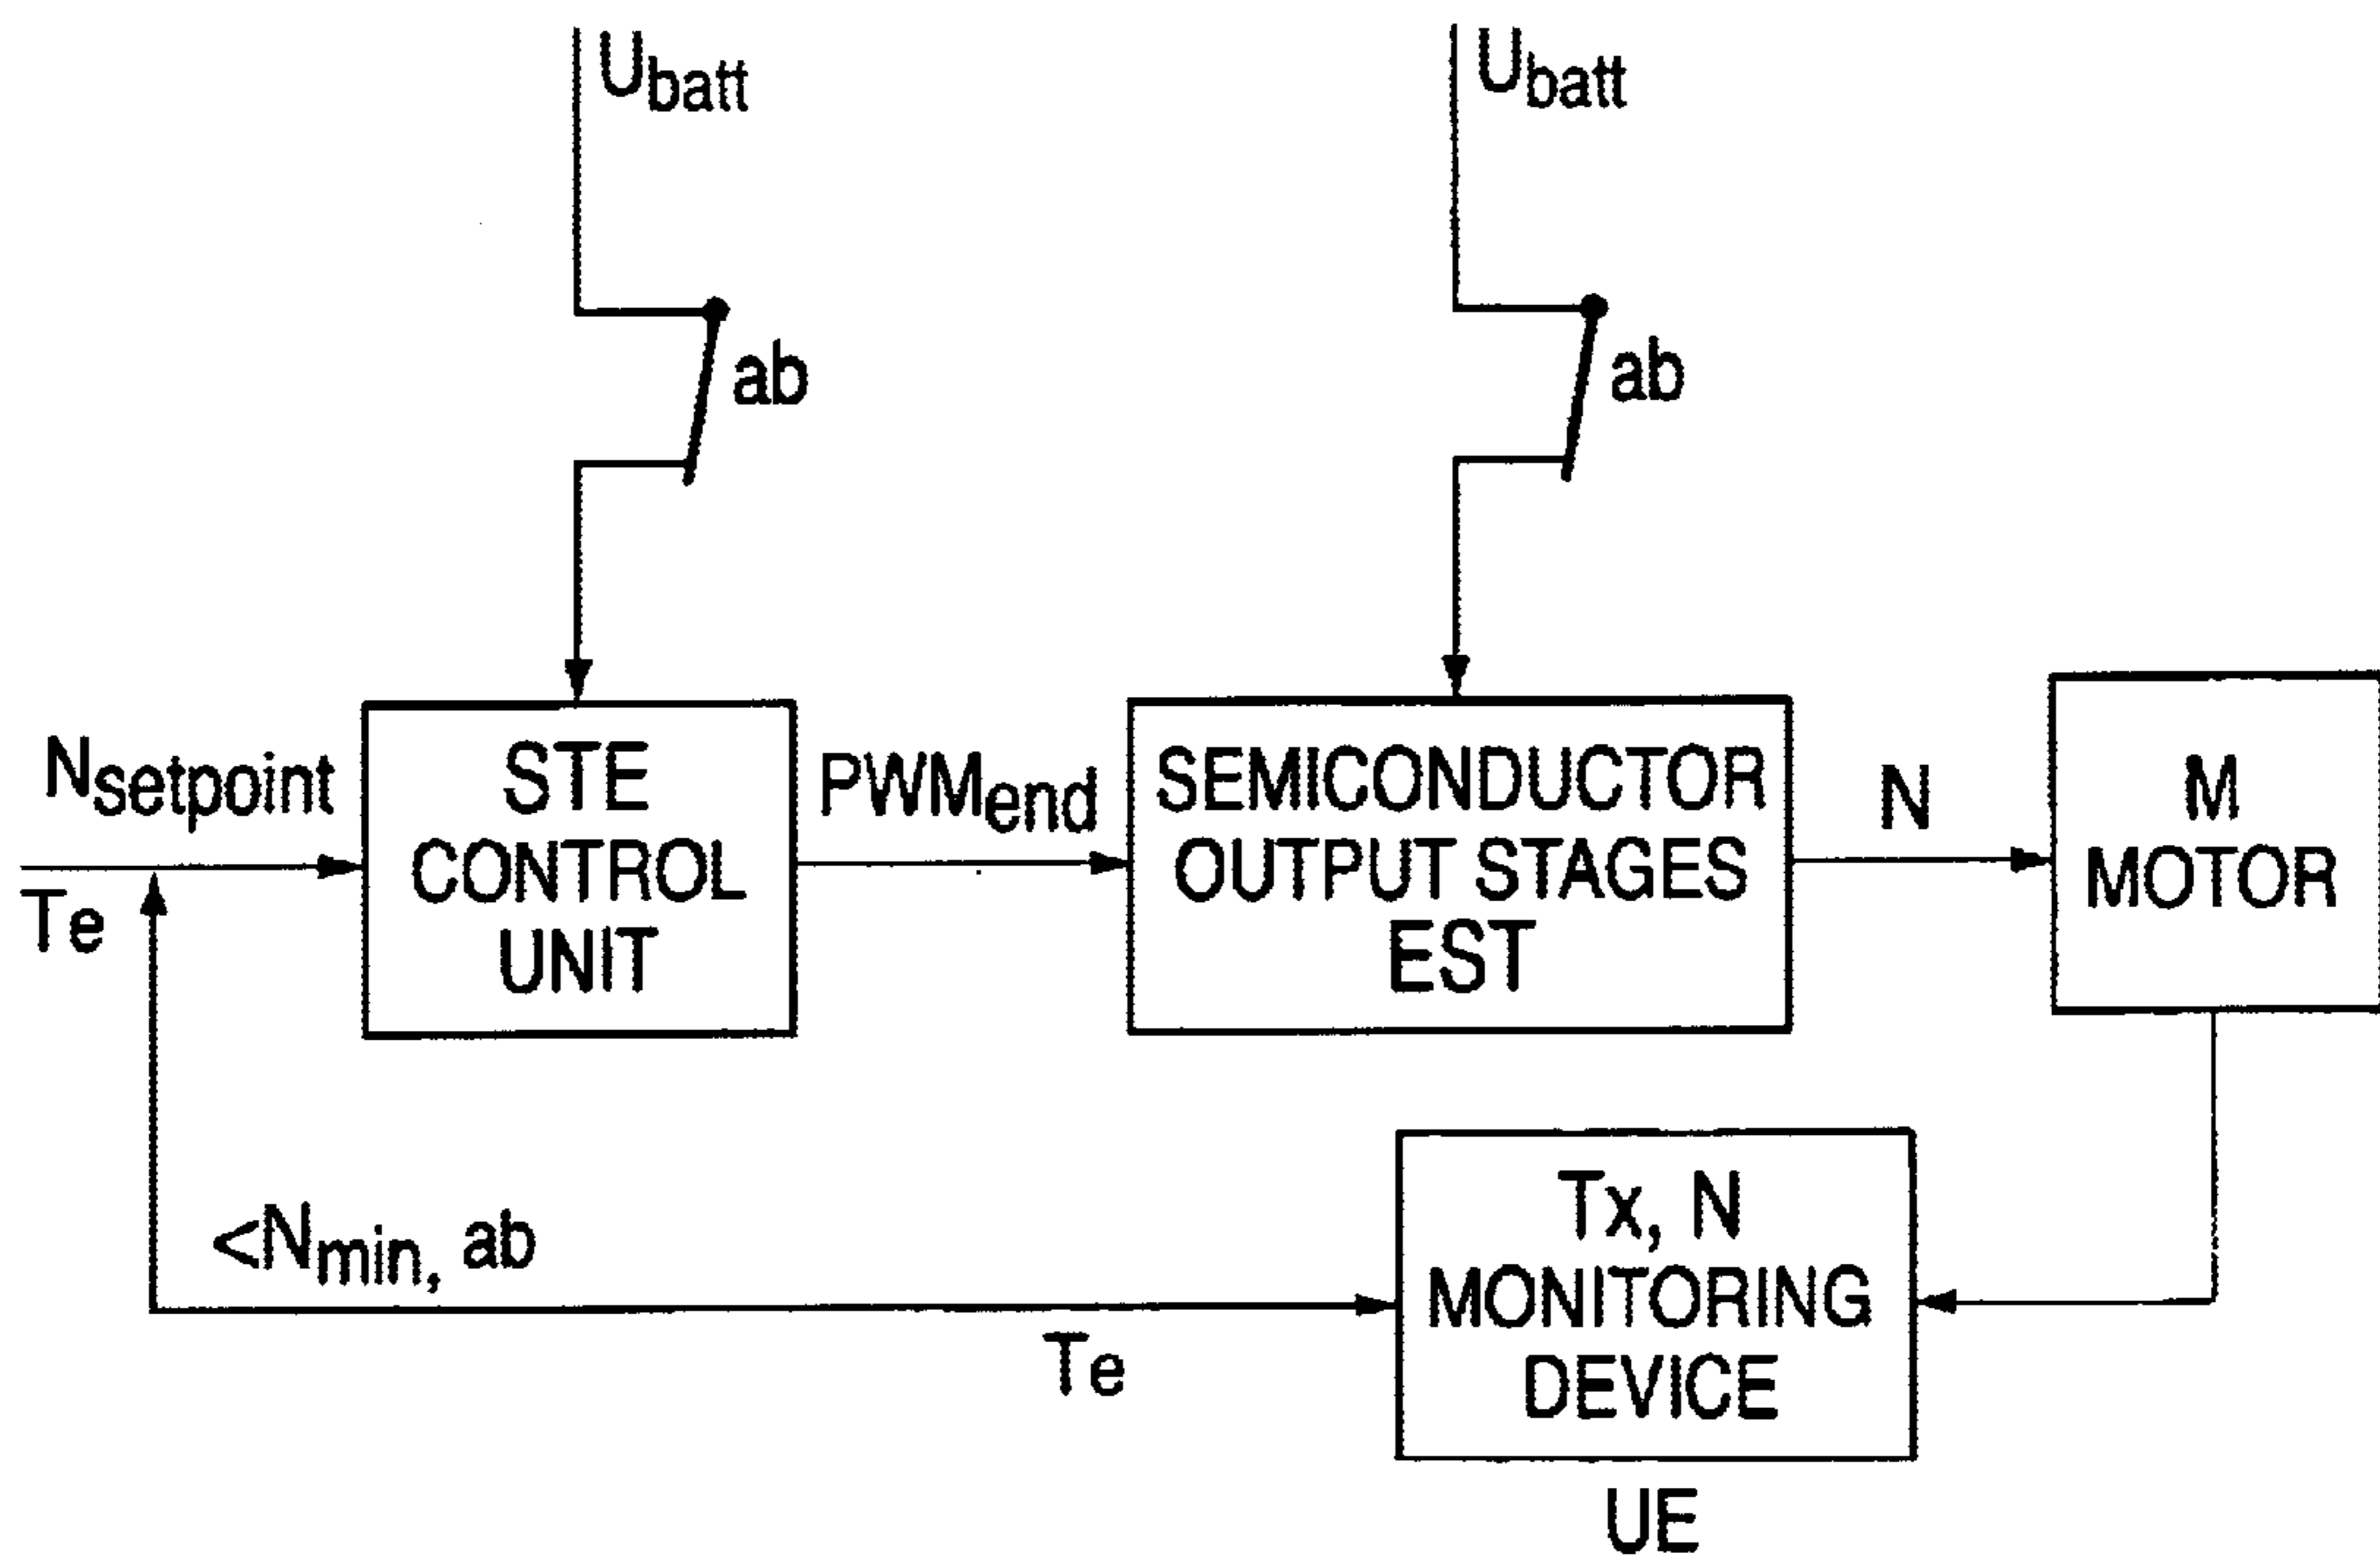 Ubatt
Ubatt
ab
ab
Nsetpoint
Te
STE
CONTROL
UNIT
PWMend
SEMICONDUCTOR
OUTPUT STAGES
EST
N
M
MOTOR
<Nmin, ab
Te
Tx, N
MONITORING
DEVICE
UE